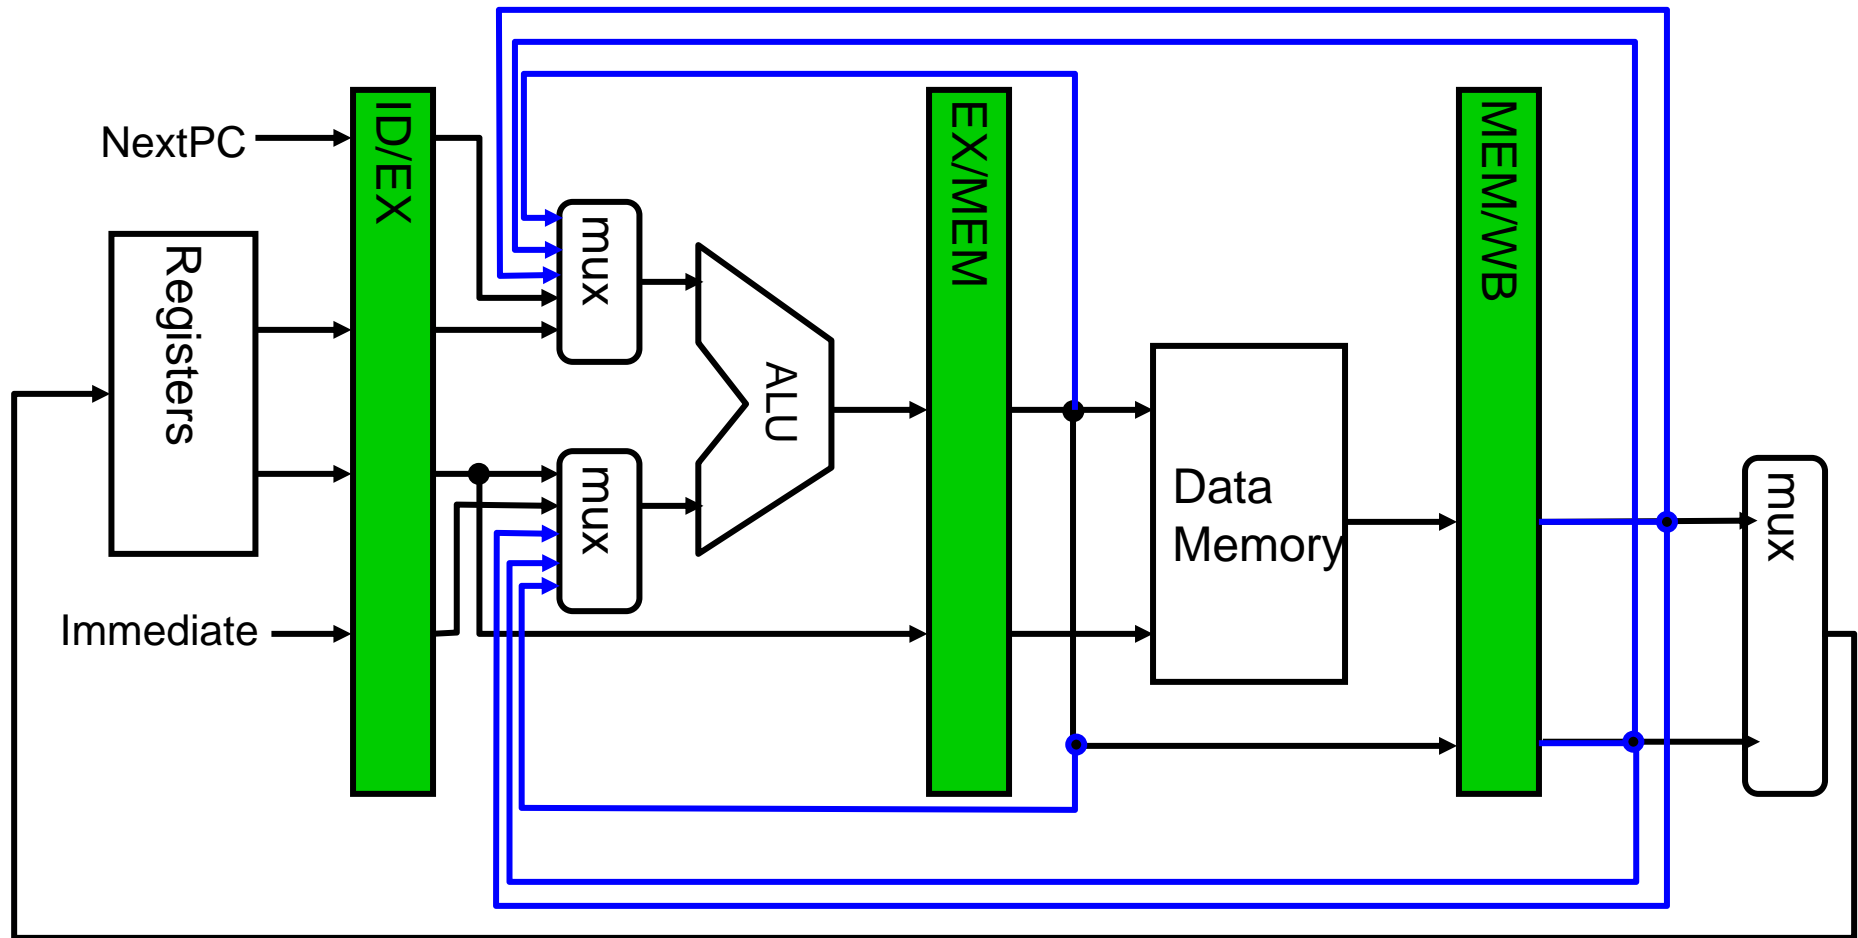 NextPC
Registers
Immediate
ID/EX
mux
mux
ALU
EX/MEM
Data
Memory
MEM/WB
mux